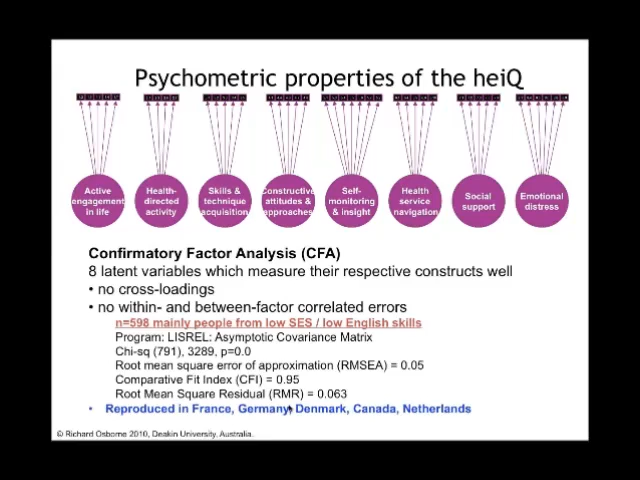 Psychometric properties of the heiQ
Active
engagement
in life
Health-
directed
activity
Skills &
technique
acquisition
Constructive
attitudes &
approaches
Self-
monitoring
& insight
Health
service
navigation
Social
support
Emotional
distress
Confirmatory Factor Analysis (CFA)
8 latent variables which measure their respective constructs well
• no cross-loadings
• no within- and between-factor correlated errors
n=598 mainly people from low SES / low English skills
Program: LISREL: Asymptotic Covariance Matrix
Chi-sq (791), 3289, p=0.0
Root mean square error of approximation (RMSEA) = 0.05
Comparative Fit Index (CFI) = 0.95
Root Mean Square Residual (RMR) = 0.063
• Reproduced in France, Germany, Denmark, Canada, Netherlands
© Richard Osborne 2010, Deakin University, Australia.